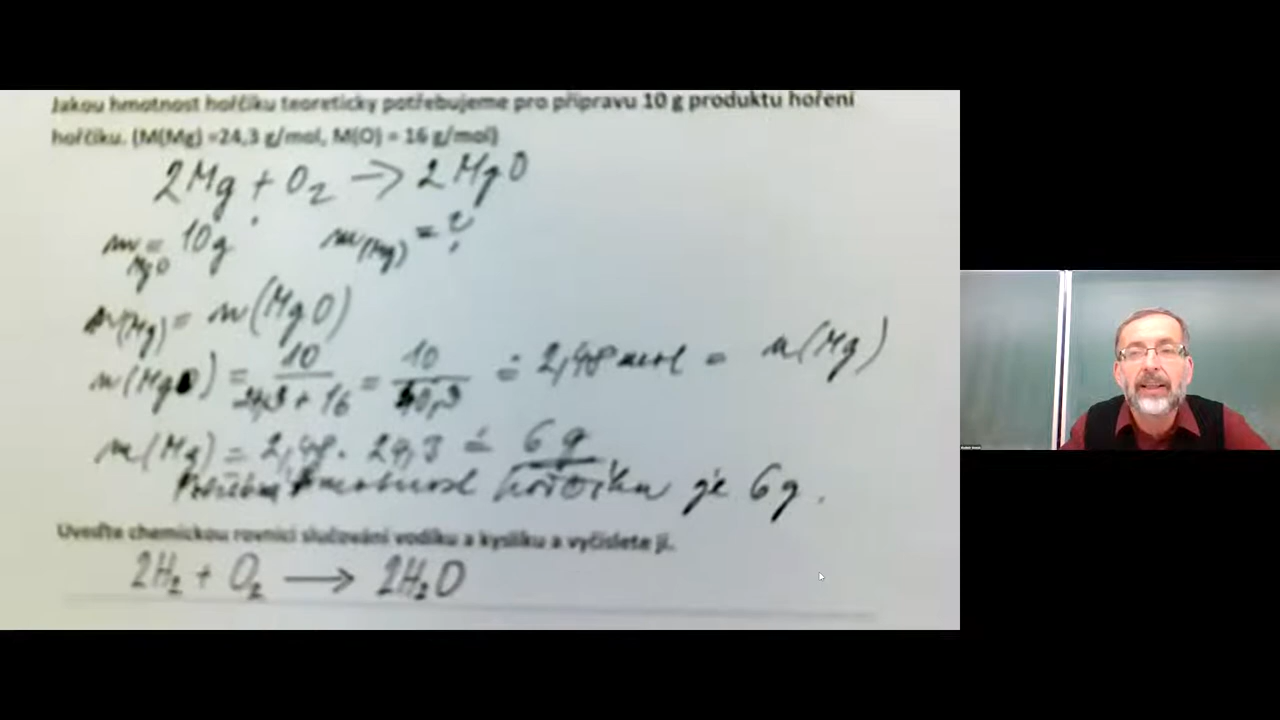 Jakou hmotnost hořčíku teoreticky potřebujeme pro přípravu 10 g produktu hoření
hořčíku. (M(Mg) =24,3 g/mol, M(O) = 16 g/mol)
2Mg + O₂ → 2MgO
m MgO = 10g m(Mg) = ?
n(Mg) = n(MgO)
n(MgO) = 10/24,3 + 16 = 10/40,3 ≐ 2,48 mol = n(Mg)
m(Mg) = 2,48 . 24,3 ≐ 6g
hmotnost hořčíku je 6g.
Uveďte chemickou rovnici slučování vodíku a kyslíku a vyčíslete ji.
2H₂ + O₂ → 2H₂O